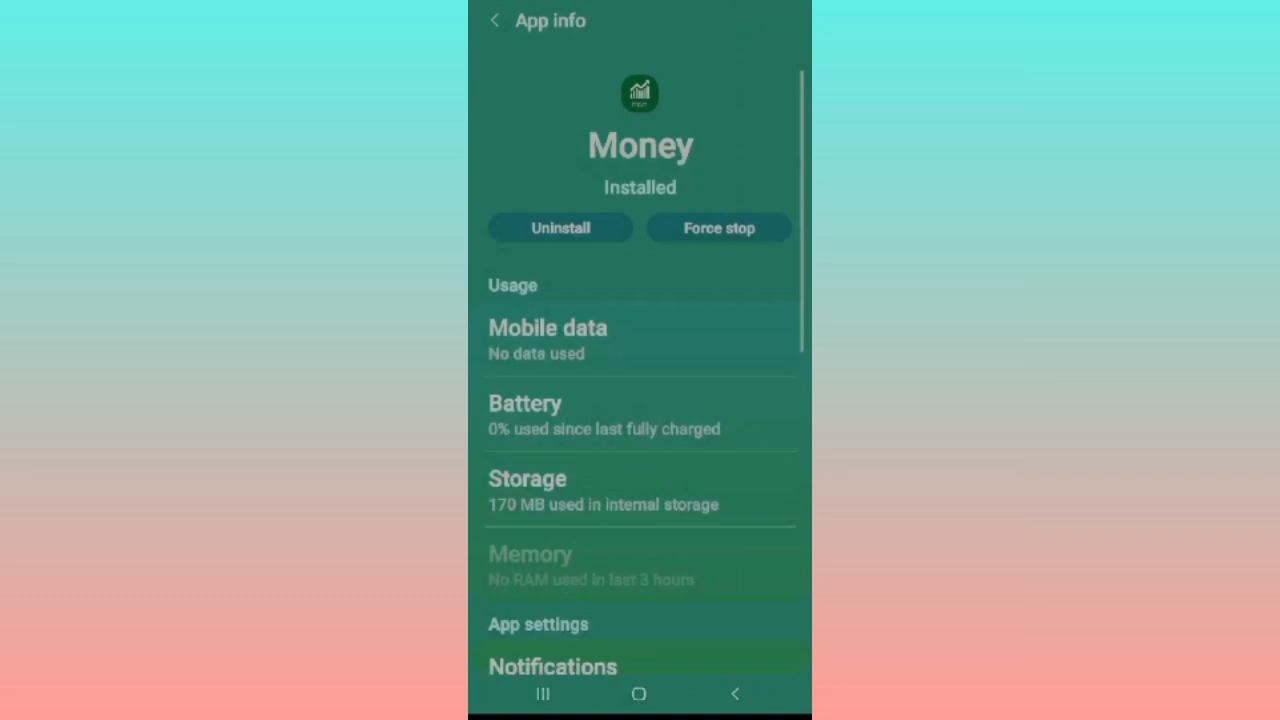 App info
Money
Installed
Uninstall
Force stop
Usage
Mobile data
No data used
Battery
0% used since last fully charged
Storage
170 MB used in internal storage
Memory
No RAM used in last 3 hours
App settings
Notifications